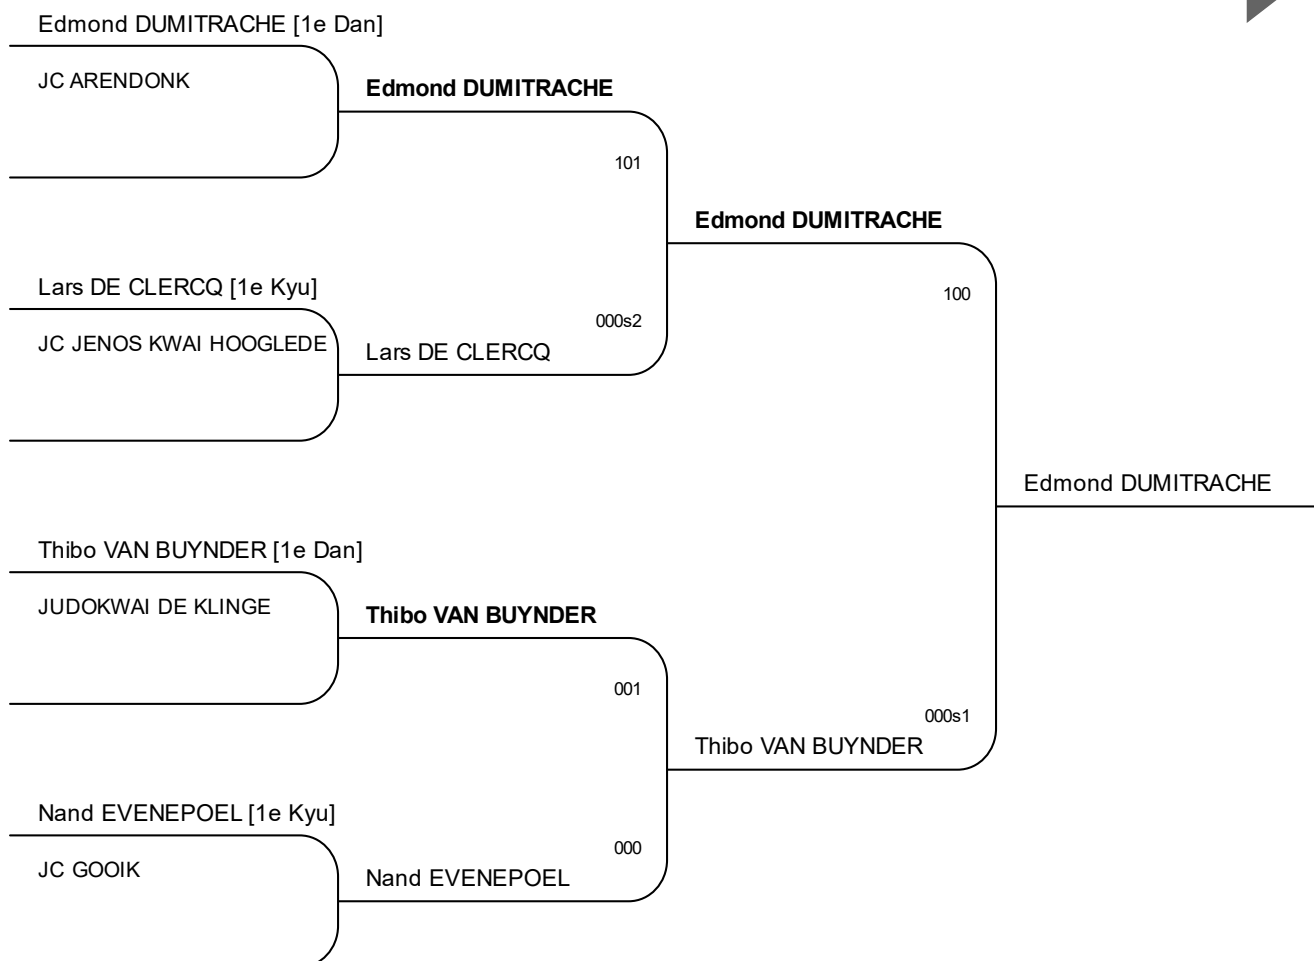 Edmond DUMITRACHE [1e Dan]
JC ARENDONK
Edmond DUMITRACHE
101
Edmond DUMITRACHE
Lars DE CLERCQ [1e Kyu]
100
000s2
JC JENOS KWAI HOOGLEDE
Lars DE CLERCQ
Edmond DUMITRACHE
Thibo VAN BUYNDER [1e Dan]
JUDOKWAI DE KLINGE
Thibo VAN BUYNDER
001
000s1
Thibo VAN BUYNDER
Nand EVENEPOEL [1e Kyu]
000
JC GOOIK
Nand EVENEPOEL